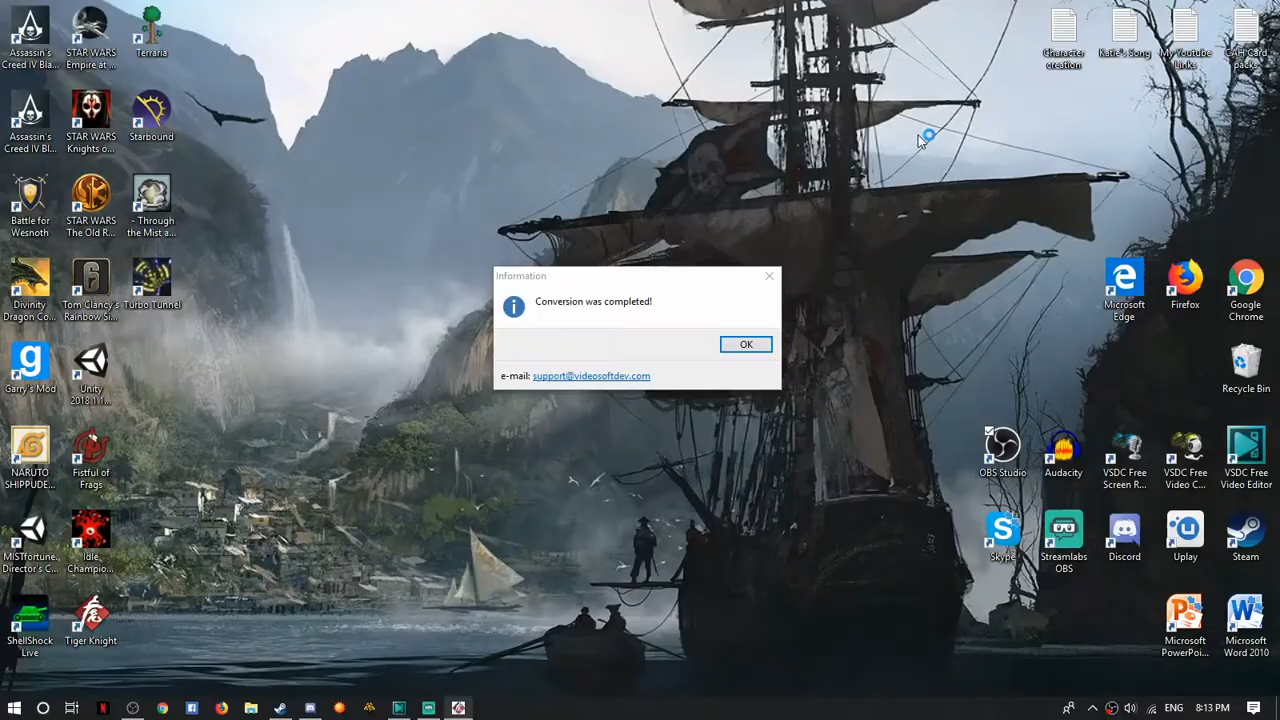 Assassin's
Creed IV Bla...
STAR WARS
Empire at ...
Terraria
Assassin's
Creed IV Bl...
STAR WARS
Knights o...
Starbound
Battle for
Wesnoth
STAR WARS
The Old R...
- Through
the Mist a...
Divinity
Dragon Co...
Tom Clancy's
Rainbow Si...
Turbo Tunnel
Garry's Mod
Unity
2018.1.1...
NARUTO
SHIPPUDE...
Fistful of
Frags
MISTfortune...
Director's C...
Idle
Champio...
ShellShock
Live
Tiger Knight
Information
Conversion was completed!
OK
e-mail: support@videosoftdev.com
Character
creation
Katie's Song
My Youtube
Links
CAH Card
packs
Microsoft
Edge
Firefox
Google
Chrome
Recycle Bin
OBS Studio
Audacity
VSDC Free
Screen R...
VSDC Free
Video C...
VSDC Free
Video Editor
Skype
Streamlabs
OBS
Discord
Uplay
Steam
Microsoft
PowerPoi...
Microsoft
Word 2010
ENG
8:13 PM